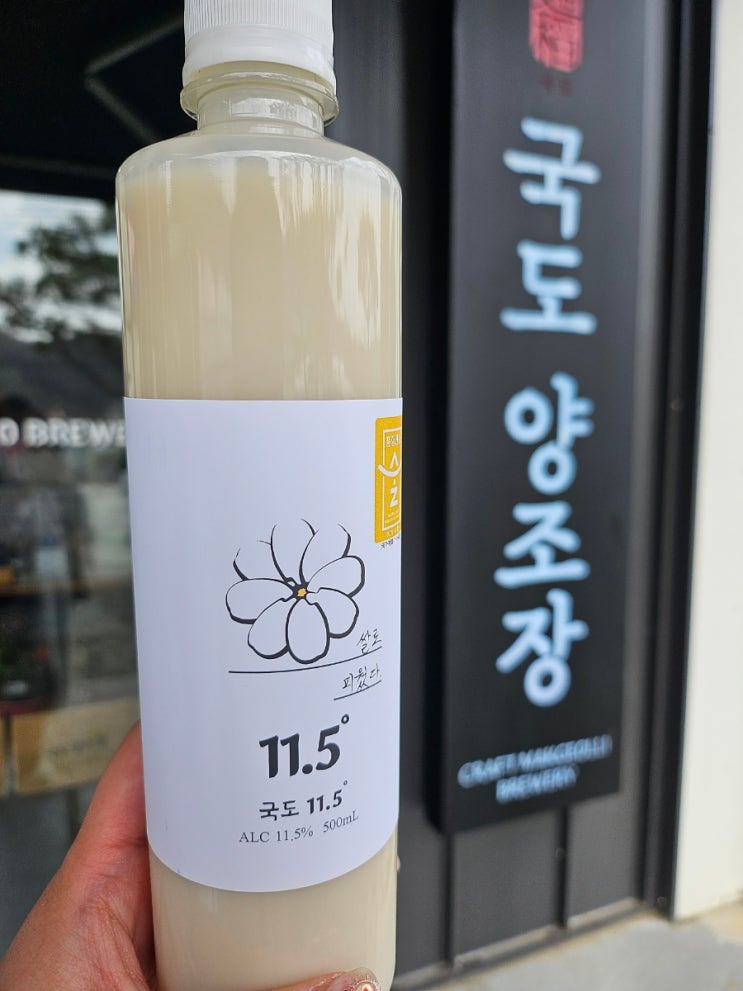 쌀로
피웠다.
11.5°
국도 11.5°
ALC 11.5% 500mL
국도 양조장
CRAFT MAKGEOLLI
BREWERY